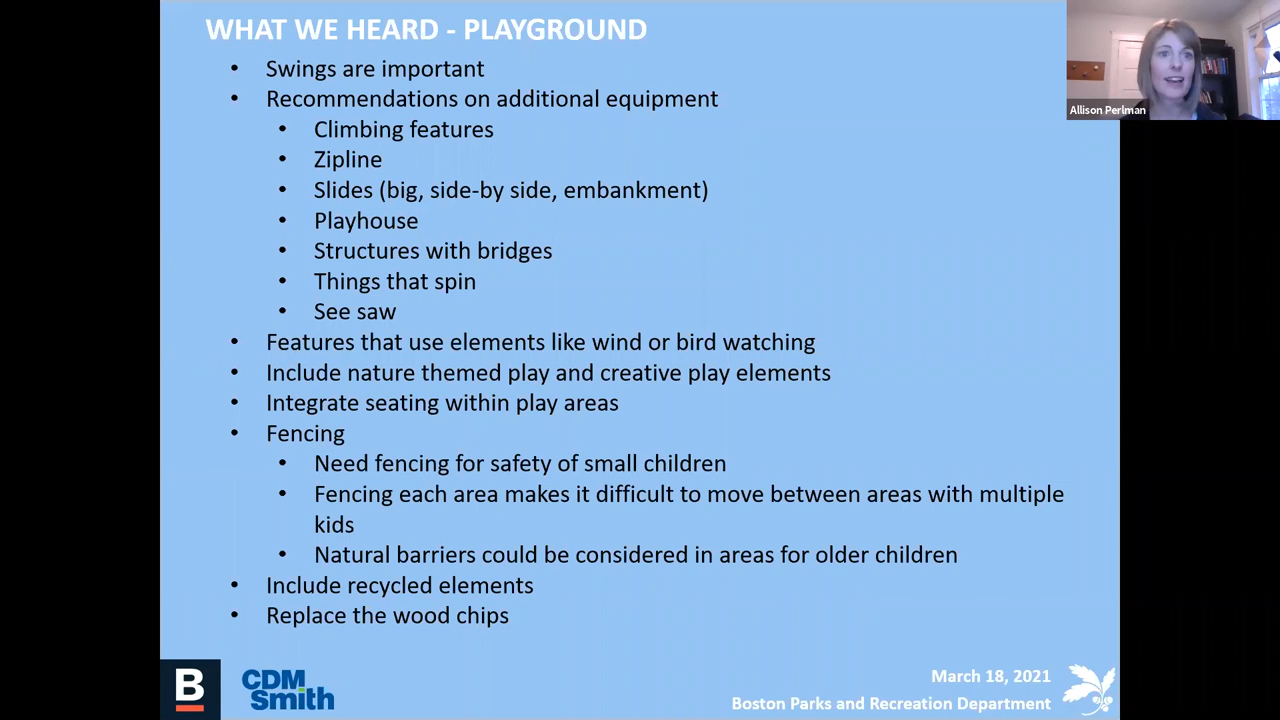 WHAT WE HEARD - PLAYGROUND
• Swings are important
• Recommendations on additional equipment
• Climbing features
• Zipline
• Slides (big, side-by side, embankment)
• Playhouse
• Structures with bridges
• Things that spin
• See saw
• Features that use elements like wind or bird watching
• Include nature themed play and creative play elements
• Integrate seating within play areas
• Fencing
• Need fencing for safety of small children
• Fencing each area makes it difficult to move between areas with multiple
kids
• Natural barriers could be considered in areas for older children
• Include recycled elements
• Replace the wood chips
Allison Perlman
B
CDM
Smith
March 18, 2021
Boston Parks and Recreation Department